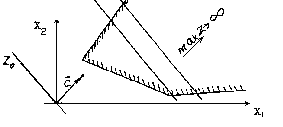 X₂
max Z→∞
Z₀
C̄
X₁